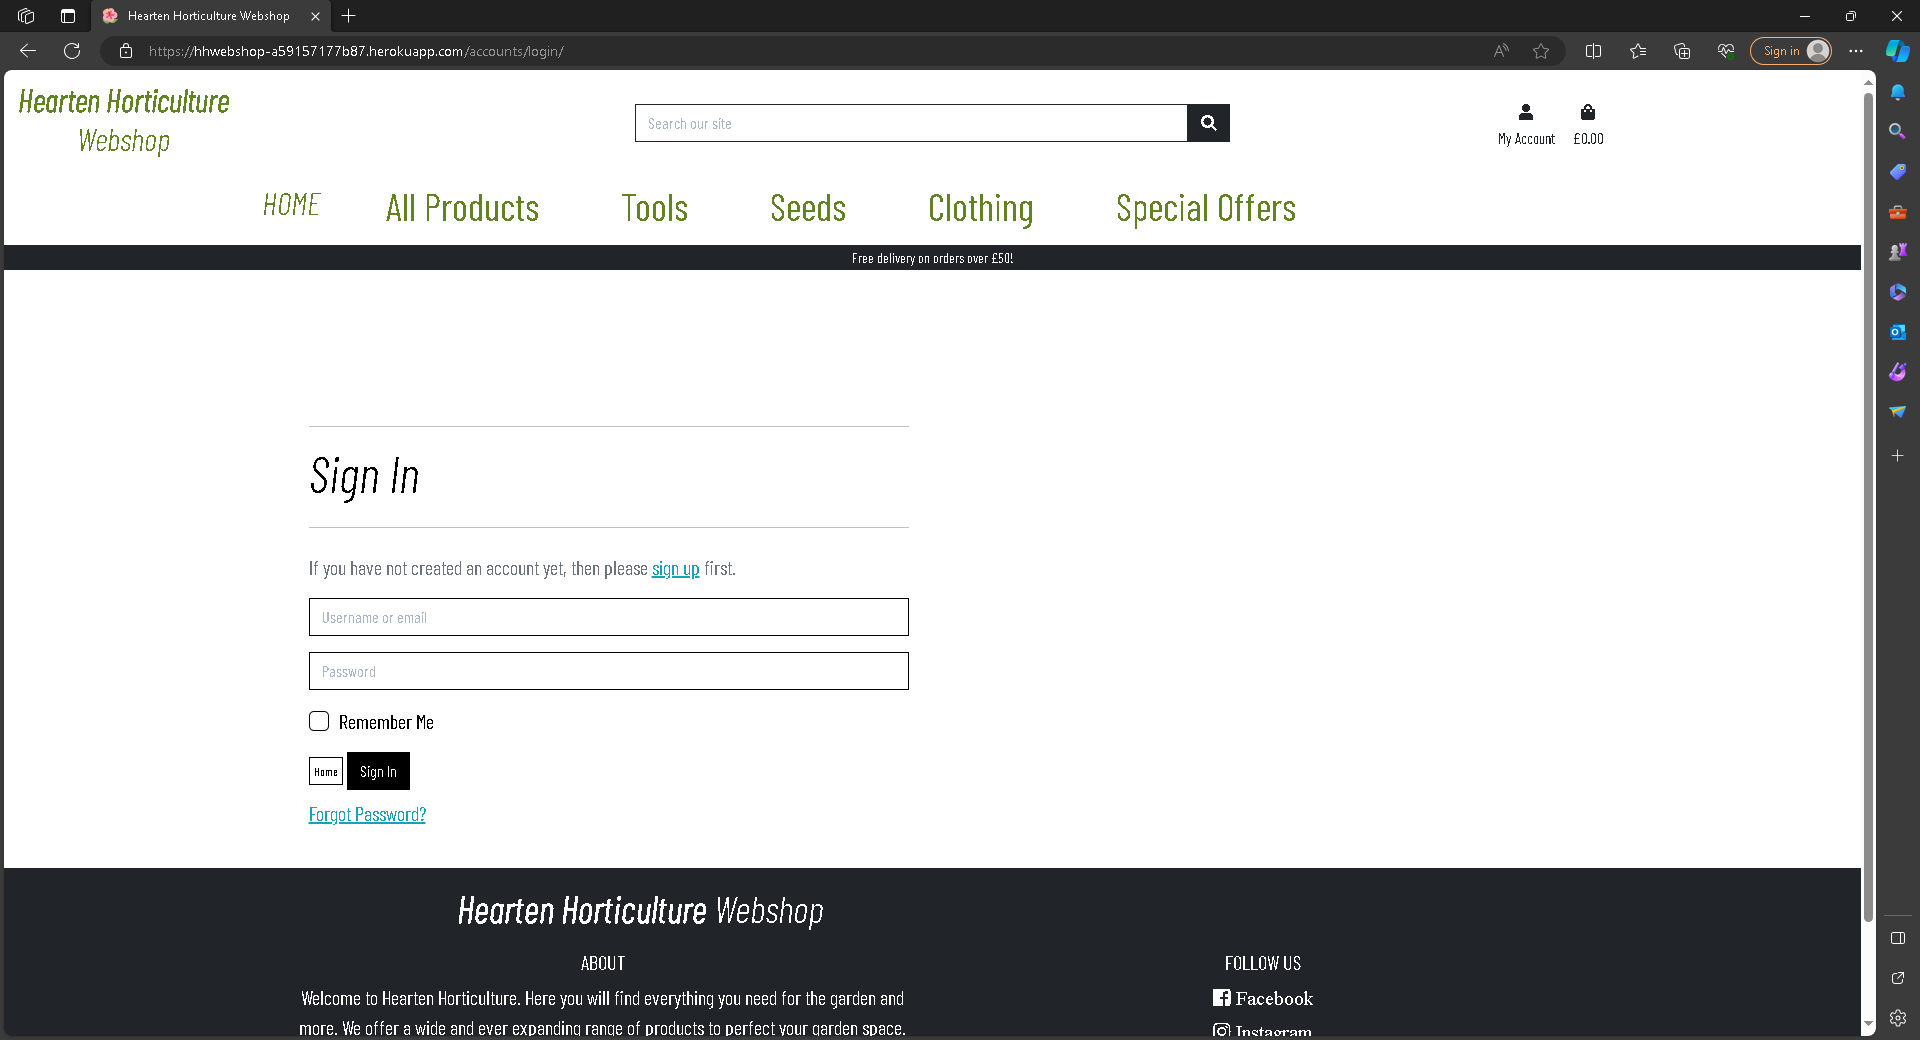 Hearten Horticulture Webshop
https://hhwebshop-a59157177b87.herokuapp.com/accounts/login/
Sign in
Hearten Horticulture
Webshop
Search our site
My Account
£0.00
HOME
All Products
Tools
Seeds
Clothing
Special Offers
Free delivery on orders over £50!
Sign In
If you have not created an account yet, then please sign up first.
Username or email
Password
Remember Me
Home
Sign In
Forgot Password?
Hearten Horticulture Webshop
ABOUT
Welcome to Hearten Horticulture. Here you will find everything you need for the garden and
more. We offer a wide and ever expanding range of products to perfect your garden space.
FOLLOW US
Facebook
Instagram